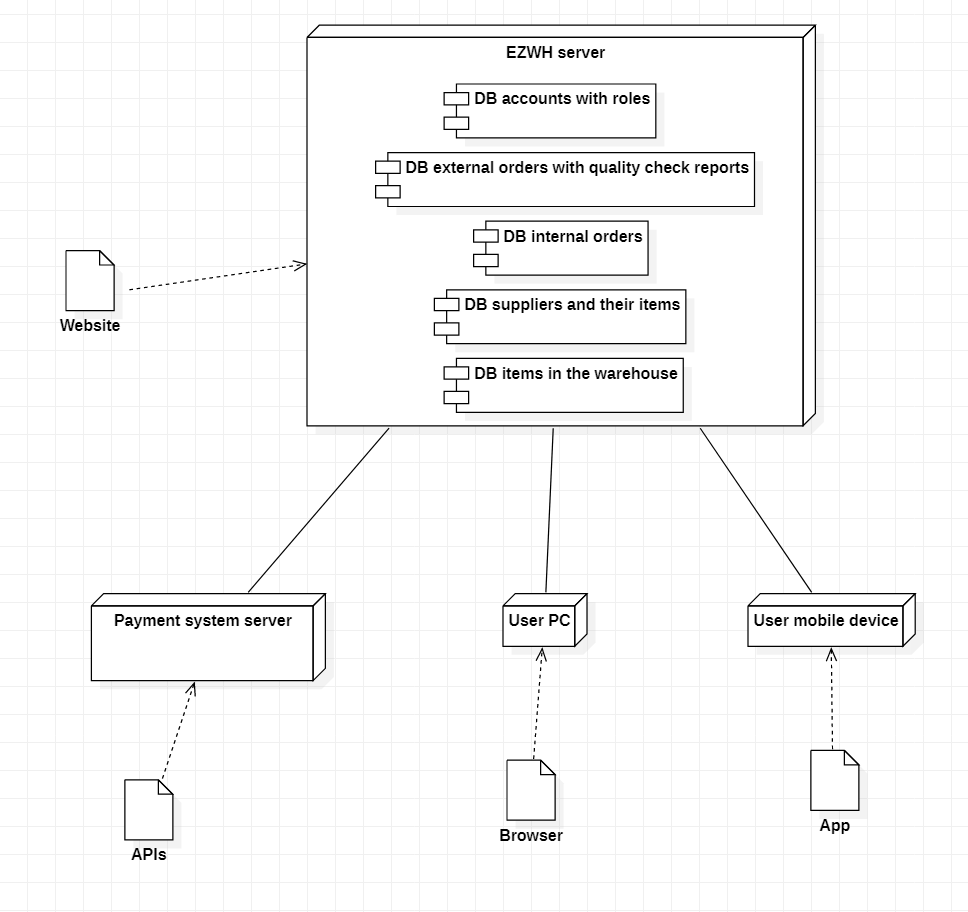 EZWH server
DB accounts with roles
DB external orders with quality check reports
DB internal orders
DB suppliers and their items
DB items in the warehouse
Website
Payment system server
User PC
User mobile device
APIs
Browser
App